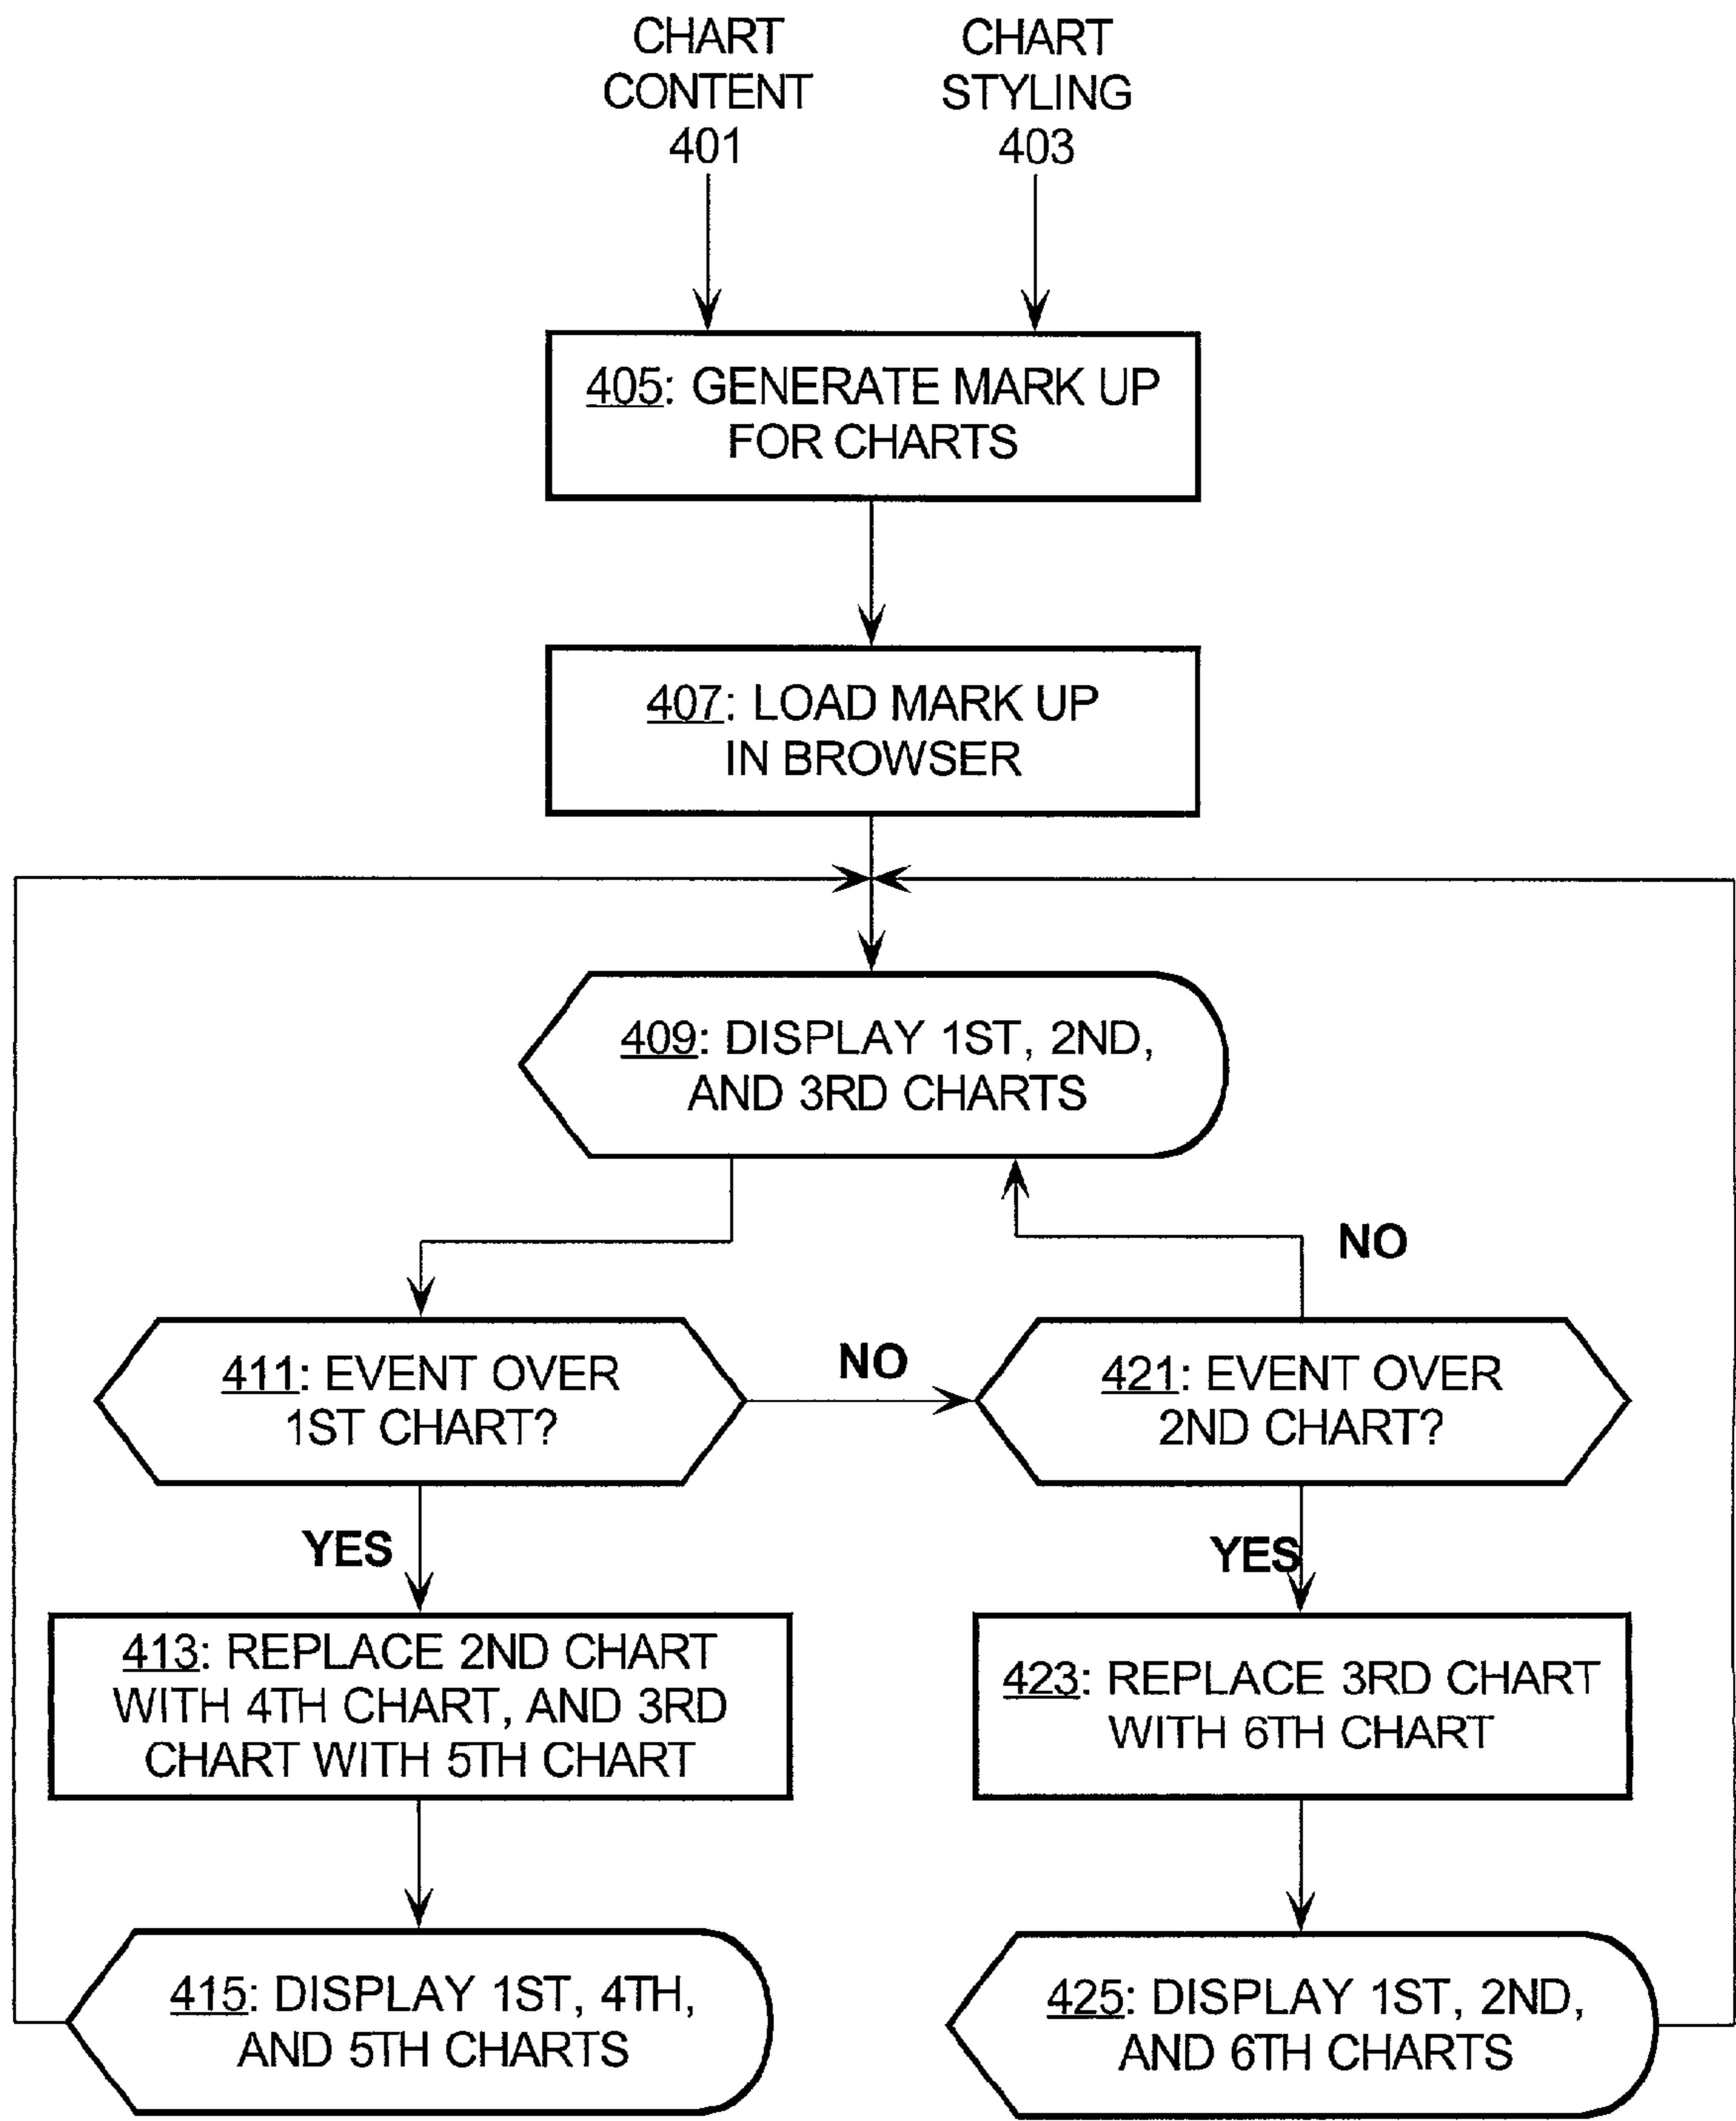 CHART
CONTENT
401
CHART
STYLING
403
405: GENERATE MARK UP
FOR CHARTS
407: LOAD MARK UP
IN BROWSER
409: DISPLAY 1ST, 2ND,
AND 3RD CHARTS
NO
411: EVENT OVER
1ST CHART?
NO
421: EVENT OVER
2ND CHART?
YES
YES
413: REPLACE 2ND CHART
WITH 4TH CHART, AND 3RD
CHART WITH 5TH CHART
423: REPLACE 3RD CHART
WITH 6TH CHART
415: DISPLAY 1ST, 4TH,
AND 5TH CHARTS
425: DISPLAY 1ST, 2ND,
AND 6TH CHARTS